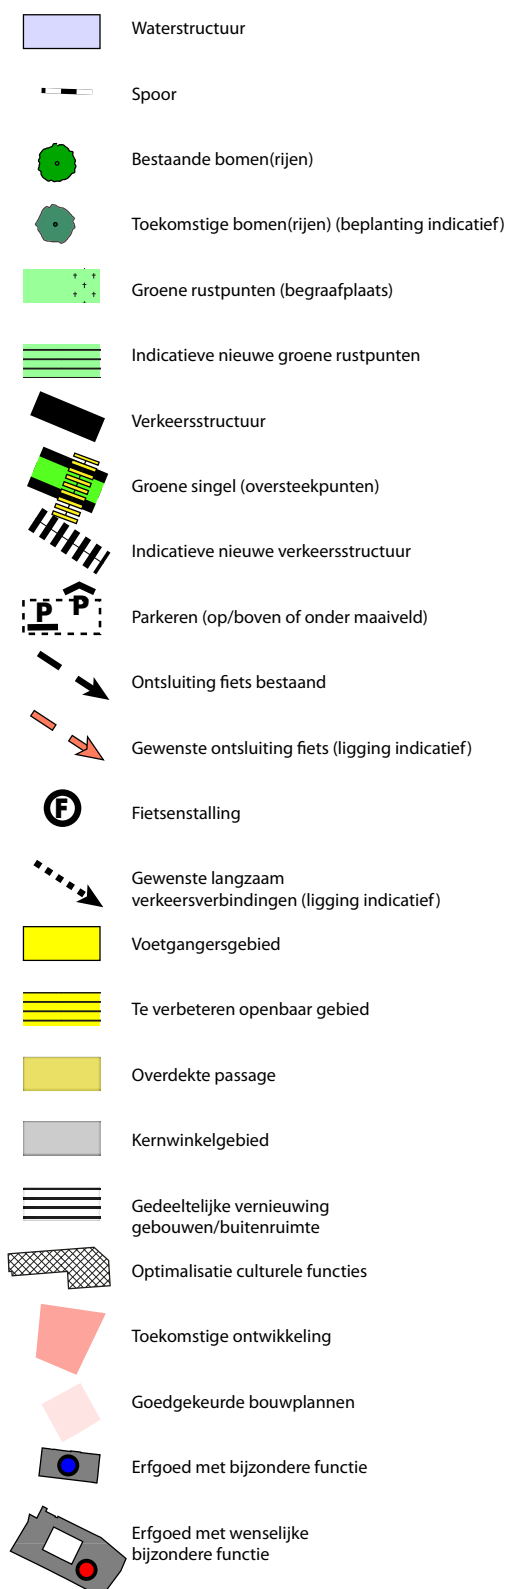 Waterstructuur
Spoor
Bestaande bomen(rijen)
Toekomstige bomen(rijen) (beplanting indicatief)
Groene rustpunten (begraafplaats)
Indicatieve nieuwe groene rustpunten
Verkeersstructuur
Groene singel (oversteekpunten)
Indicatieve nieuwe verkeersstructuur
P P
Parkeren (op/boven of onder maaiveld)
Ontsluiting fiets bestaand
Gewenste ontsluiting fiets (ligging indicatief)
F
Fietsenstalling
Gewenste langzaam
verkeersverbindingen (ligging indicatief)
Voetgangersgebied
Te verbeteren openbaar gebied
Overdekte passage
Kernwinkelgebied
Gedeeltelijke vernieuwing
gebouwen/buitenruimte
Optimalisatie culturele functies
Toekomstige ontwikkeling
Goedgekeurde bouwplannen
Erfgoed met bijzondere functie
Erfgoed met wenselijke
bijzondere functie